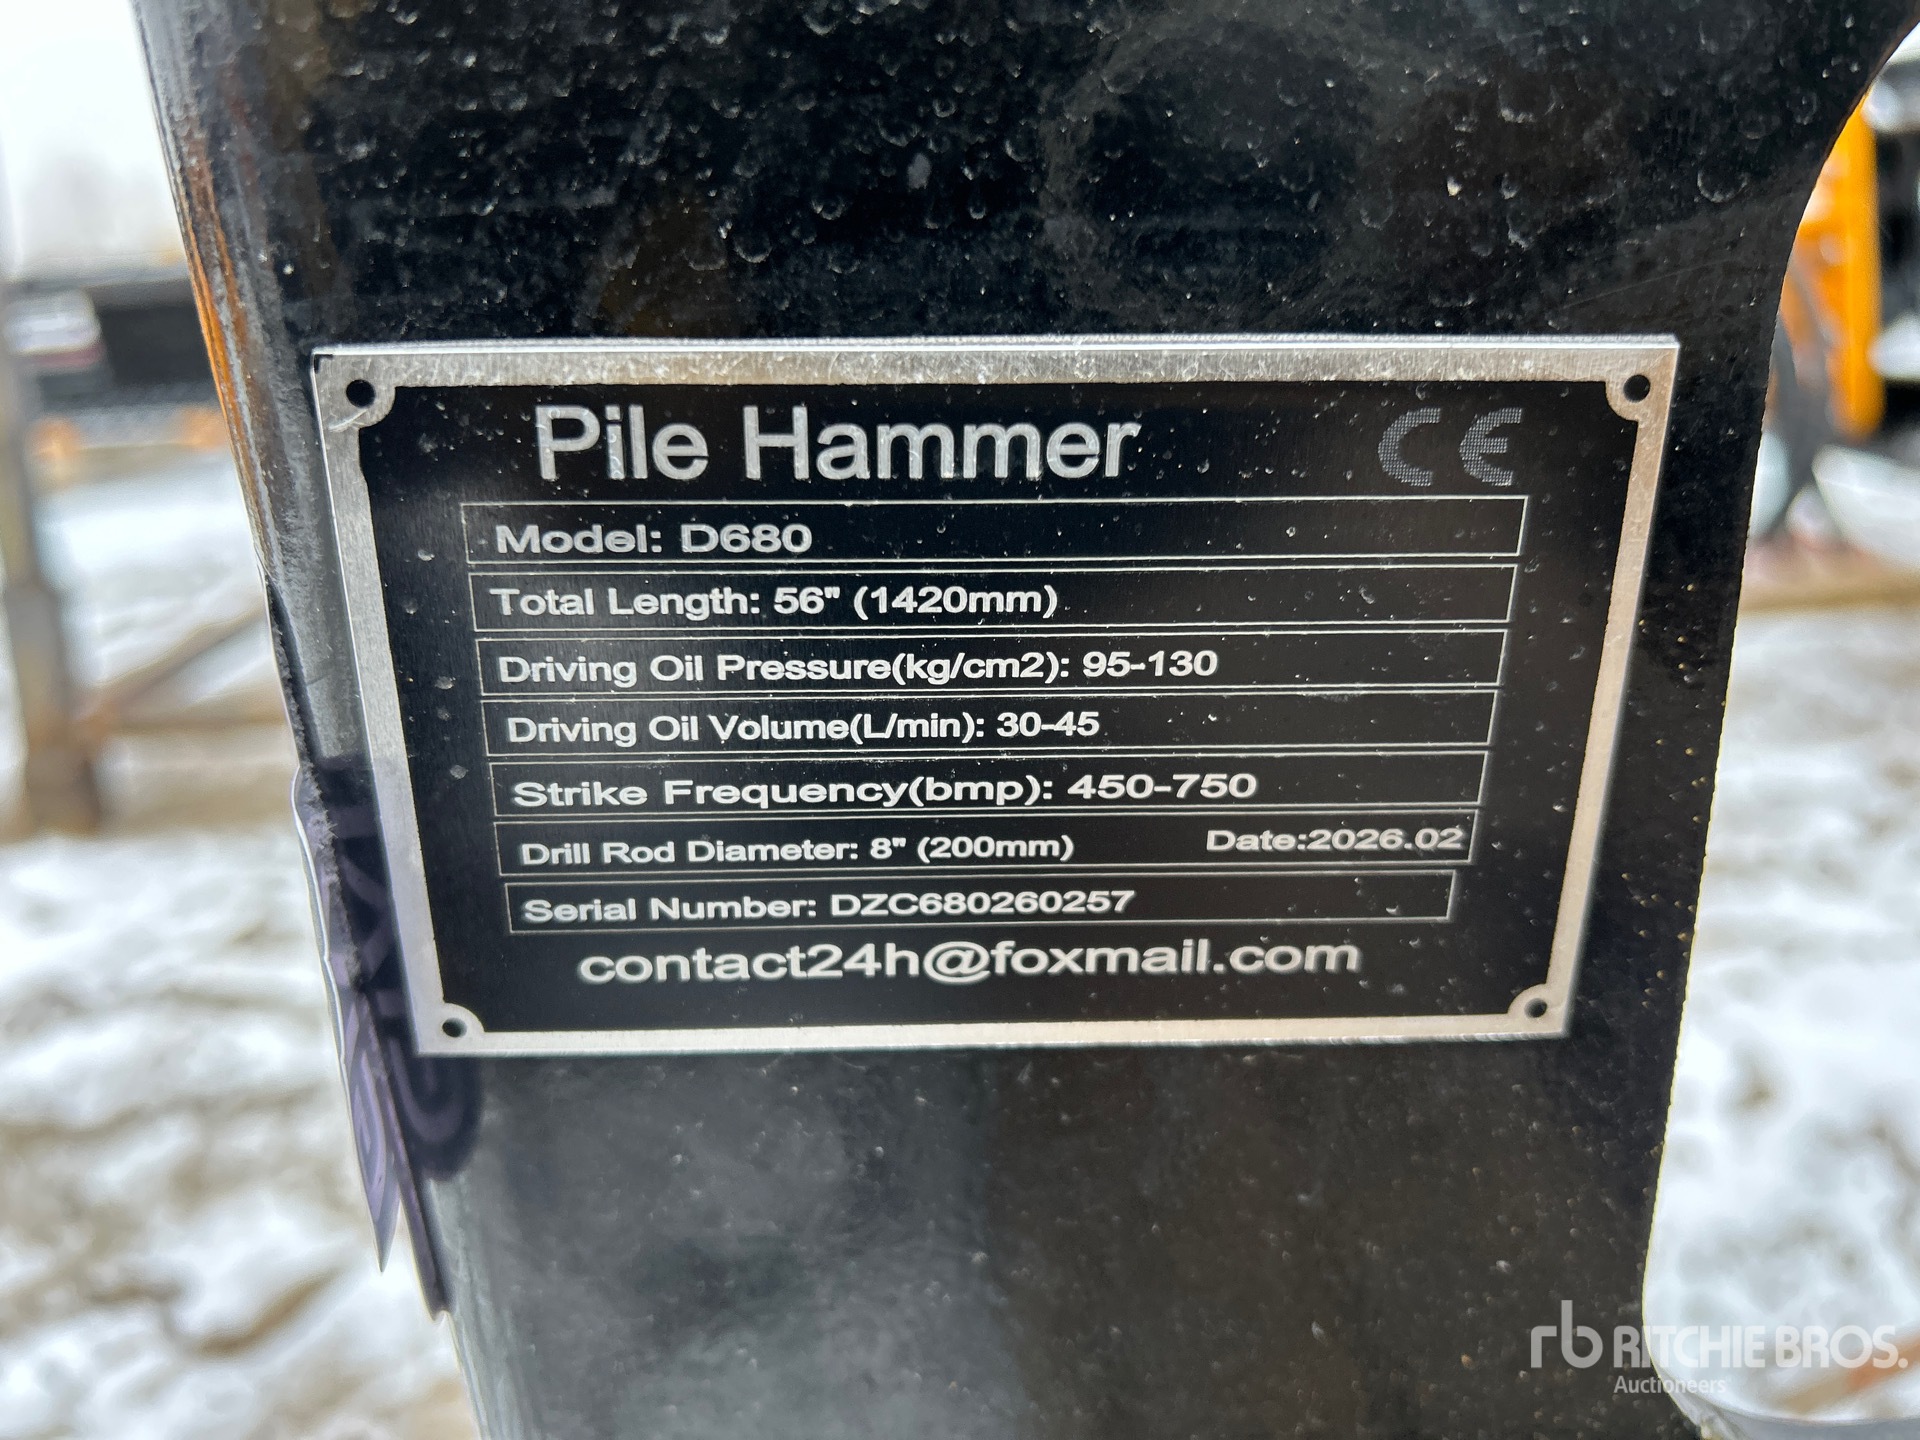 Pile Hammer CE
Model: D680
Total Length: 56" (1420mm)
Driving Oil Pressure(kg/cm2): 95-130
Driving Oil Volume(L/min): 30-45
Strike Frequency(bmp): 450-750
Drill Rod Diameter: 8" (200mm) Date:2026.02
Serial Number: DZC680260257
contact24h@foxmail.com
rb RITCHIE BROS.
Auctioneers